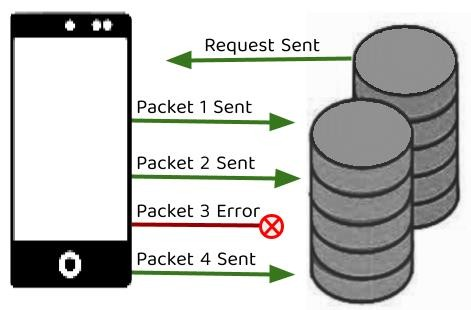 Request Sent
Packet 1 Sent
Packet 2 Sent
Packet 3 Error
Packet 4 Sent